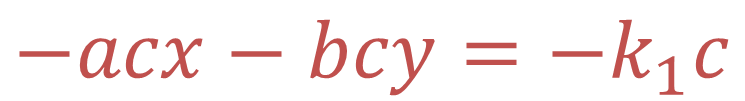 −acx − bcy = −k₁c